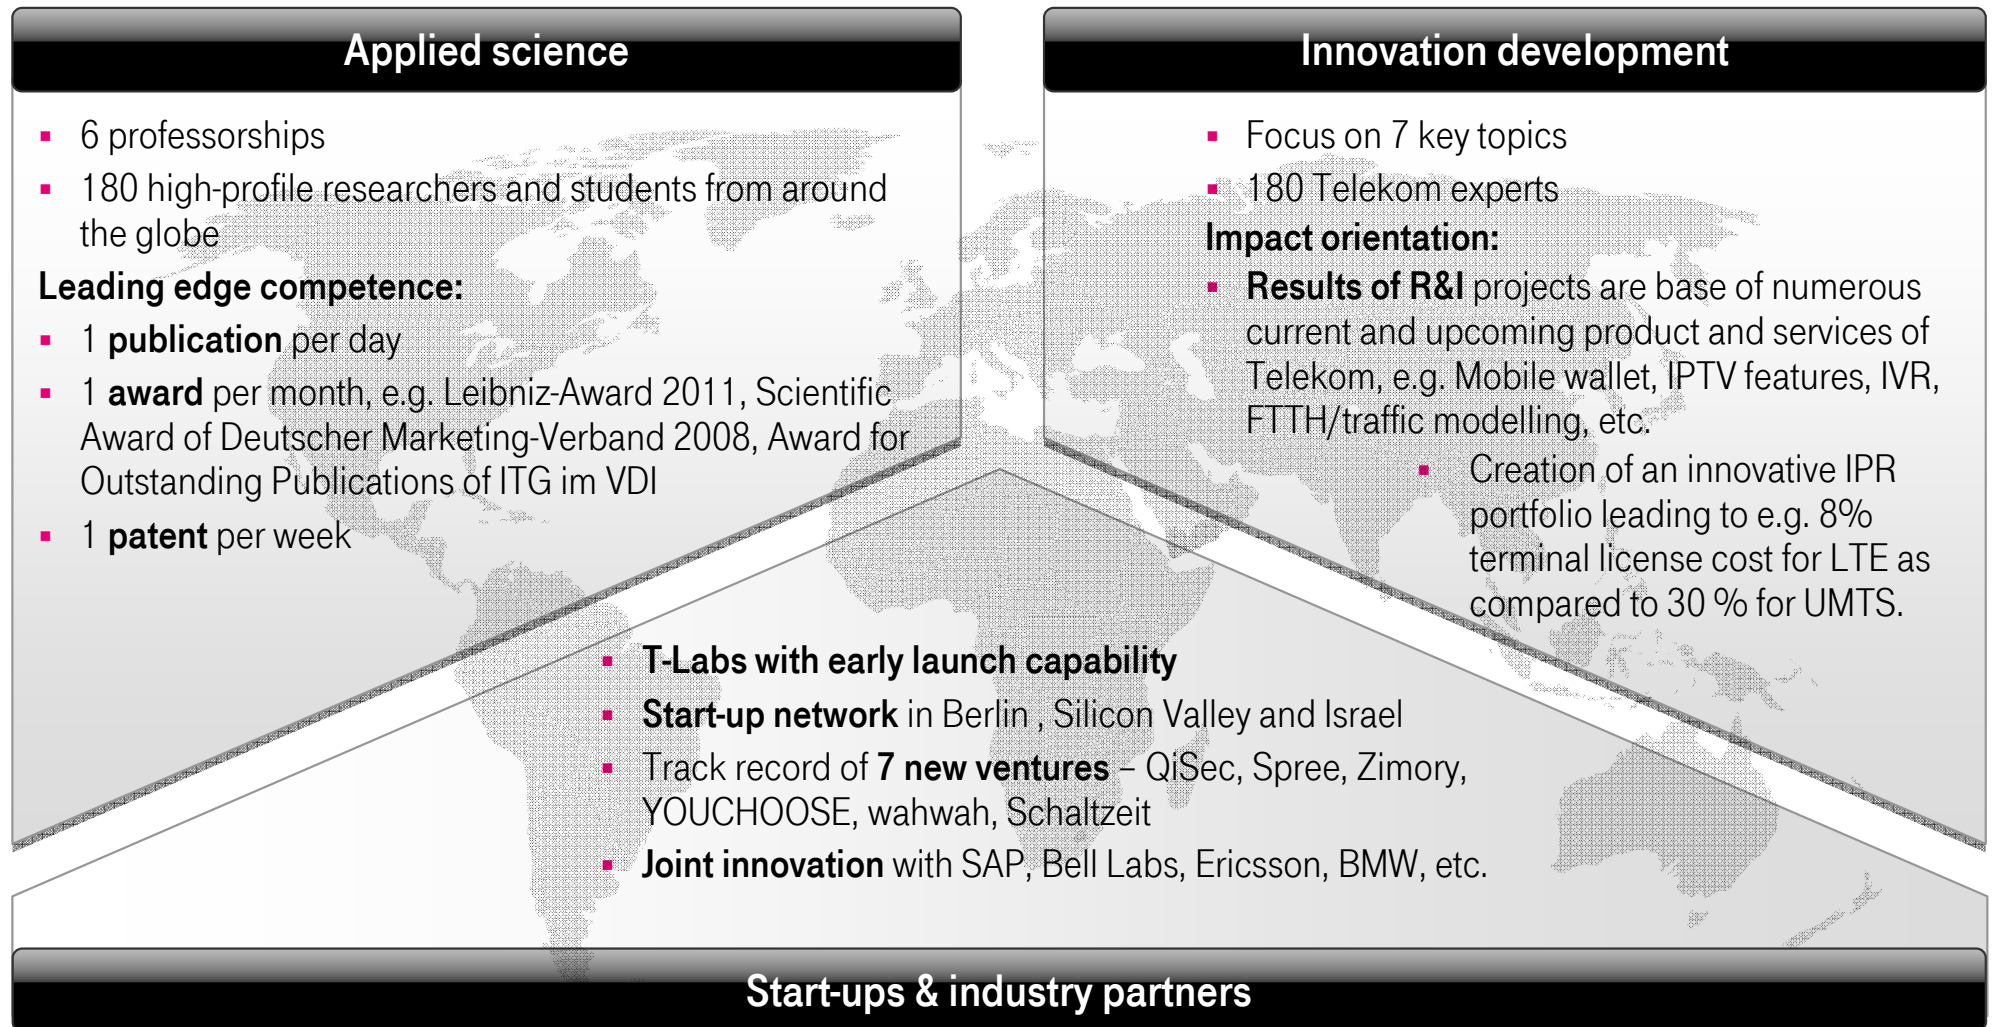 Applied science
▪ 6 professorships
▪ 180 high-profile researchers and students from around
the globe
Leading edge competence:
▪ 1 publication per day
▪ 1 award per month, e.g. Leibniz-Award 2011, Scientific
Award of Deutscher Marketing-Verband 2008, Award for
Outstanding Publications of ITG im VDI
▪ 1 patent per week
Innovation development
▪ Focus on 7 key topics
▪ 180 Telekom experts
Impact orientation:
▪ Results of R&I projects are base of numerous
current and upcoming product and services of
Telekom, e.g. Mobile wallet, IPTV features, IVR,
FTTH/traffic modelling, etc.
▪ Creation of an innovative IPR
portfolio leading to e.g. 8%
terminal license cost for LTE as
compared to 30 % for UMTS.
▪ T-Labs with early launch capability
▪ Start-up network in Berlin , Silicon Valley and Israel
▪ Track record of 7 new ventures – QiSec, Spree, Zimory,
YOUCHOOSE, wahwah, Schaltzeit
▪ Joint innovation with SAP, Bell Labs, Ericsson, BMW, etc.
Start-ups & industry partners